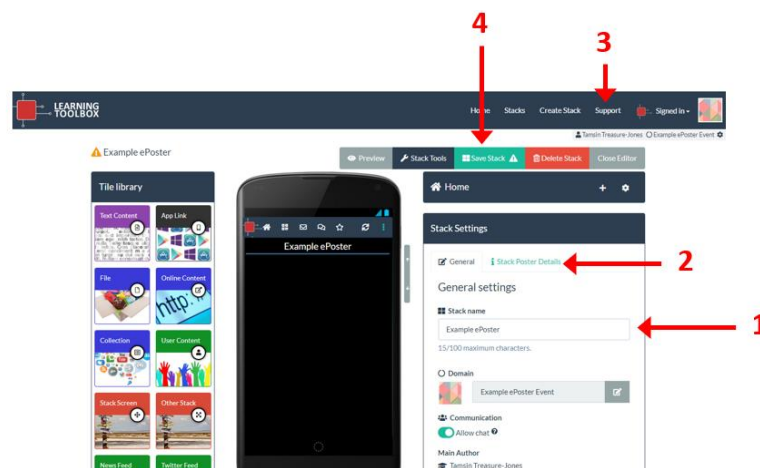 4
3
LEARNING
TOOLBOX
Home Stacks Create Stack Support Signed in
Tamsin Treasure-Jones Example ePoster Event
Example ePoster
Preview Stack Tools Save Stack Delete Stack Close Editor
Tile library
Home
Text Content App Link
Stack Settings
Example ePoster
General Stack Poster Details
2
File Online Content
http:
General settings
Stack name
Example ePoster
1
15/100 maximum characters.
Collection User Content
Domain
Example ePoster Event
Stack Screen Other Stack
Communication
Allow chat
Main Author
Tamsin Treasure-Jones
News Feed Twitter Feed